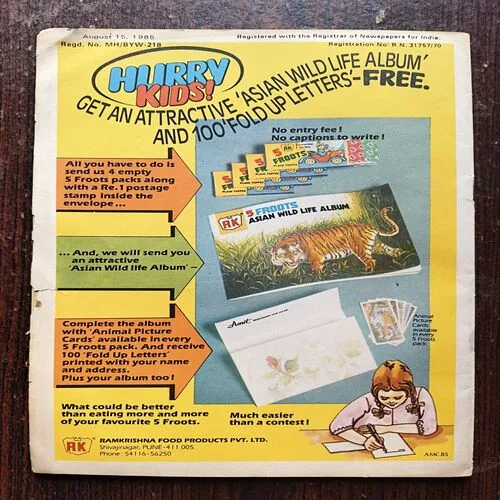 August 15, 1985
Registered with the Registrar of Newspapers for India.
Regd. No. MH/BYW-218
Registration No: R.N. 31757/70
HURRY
KIDS!
GET AN ATTRACTIVE 'ASIAN WILD LIFE ALBUM'
AND 100 'FOLD UP LETTERS'-FREE.
No entry fee!
No captions to write!
All you have to do is
send us 4 empty
5 Froots packs along
with a Re.1 postage
stamp inside the
envelope ...
5 FROOTS
RK
5 FROOTS
ASIAN WILD LIFE ALBUM
... And, we will send you
an attractive
'Asian Wild life Album' –
Complete the album
with 'Animal Picture
Cards' available in every
5 Froots pack. And receive
100 'Fold Up Letters'
printed with your name
and address.
Plus your album too!
Amit
Animal
Picture
Cards
available
in every
5 Froots
pack
What could be better
than eating more and more
of your favourite 5 Froots.
Much easier
than a contest!
RK
RAMKRISHNA FOOD PRODUCTS PVT. LTD.
Shivajinagar, PUNE-411 005.
Phone: 54116-56250
AMC.85